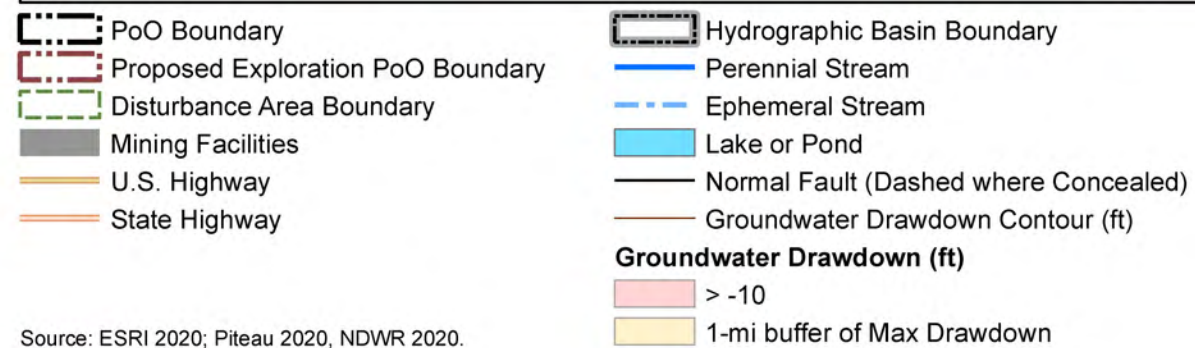 PoO Boundary
Proposed Exploration PoO Boundary
Disturbance Area Boundary
Mining Facilities
U.S. Highway
State Highway
Source: ESRI 2020; Piteau 2020, NDWR 2020.
Hydrographic Basin Boundary
Perennial Stream
Ephemeral Stream
Lake or Pond
Normal Fault (Dashed where Concealed)
Groundwater Drawdown Contour (ft)
Groundwater Drawdown (ft)
> -10
1-mi buffer of Max Drawdown